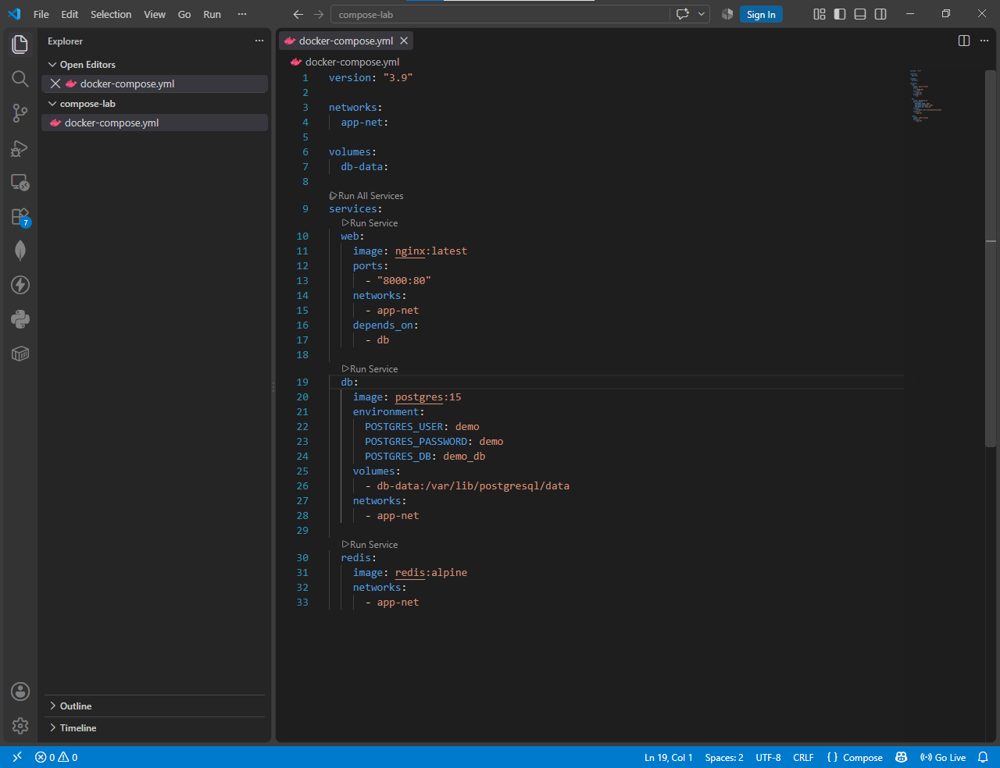 File Edit Selection View Go Run ··· compose-lab Sign In
Explorer ···
Open Editors
docker-compose.yml
compose-lab
docker-compose.yml
7
Outline
Timeline
docker-compose.yml
docker-compose.yml
1 version: "3.9"
2
3 networks:
4   app-net:
5
6 volumes:
7   db-data:
8
Run All Services
9 services:
Run Service
10   web:
11     image: nginx:latest
12     ports:
13       - "8000:80"
14     networks:
15       - app-net
16     depends_on:
17       - db
18
Run Service
19   db:
20     image: postgres:15
21     environment:
22       POSTGRES_USER: demo
23       POSTGRES_PASSWORD: demo
24       POSTGRES_DB: demo_db
25     volumes:
26       - db-data:/var/lib/postgresql/data
27     networks:
28       - app-net
29
Run Service
30   redis:
31     image: redis:alpine
32     networks:
33       - app-net
0 0 Ln 19, Col 1 Spaces: 2 UTF-8 CRLF { } Compose Go Live